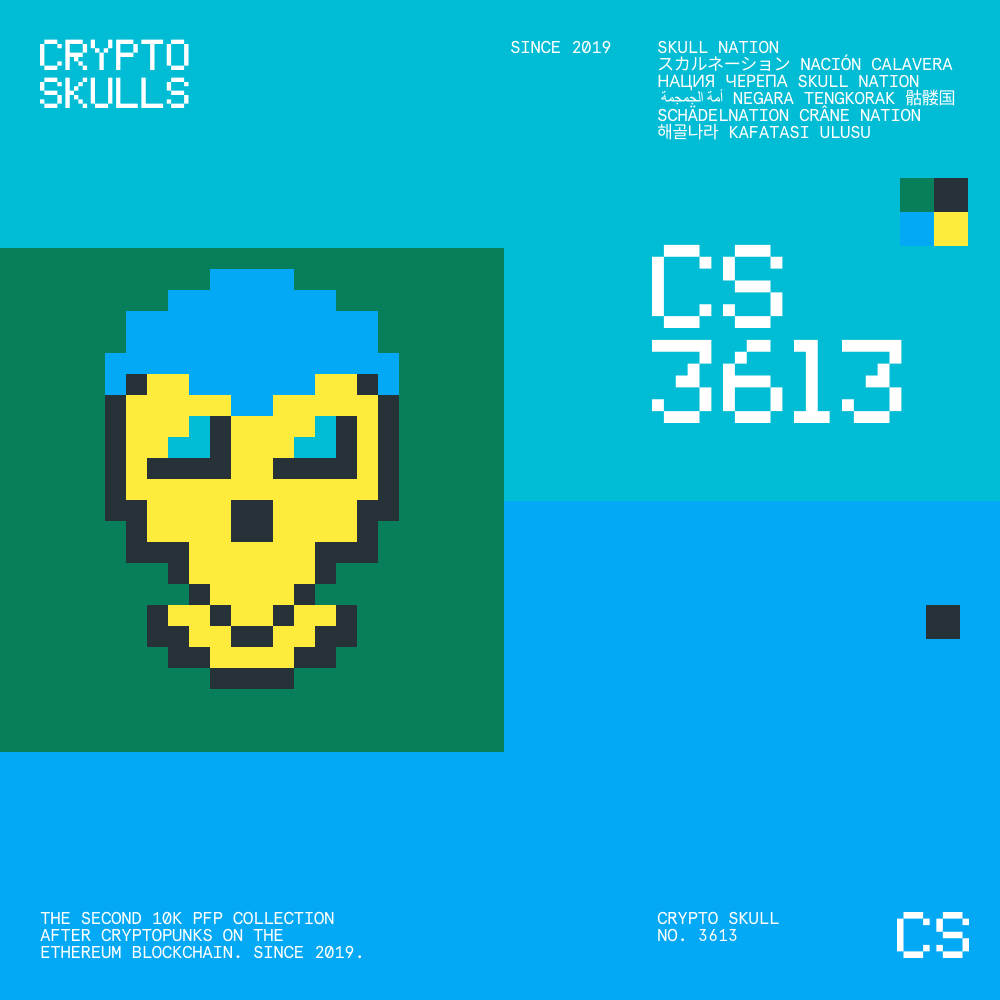 CRYPTO
SKULLS
SINCE 2019
SKULL NATION
スカルネーション NACIÓN CALAVERA
НАЦИЯ ЧЕРЕПА SKULL NATION
أمة الجمجمة NEGARA TENGKORAK 骷髅国
SCHÄDELNATION CRÂNE NATION
해골나라 KAFATASI ULUSU
CS
3613
THE SECOND 10K PFP COLLECTION
AFTER CRYPTOPUNKS ON THE
ETHEREUM BLOCKCHAIN. SINCE 2019.
CRYPTO SKULL
NO. 3613
CS